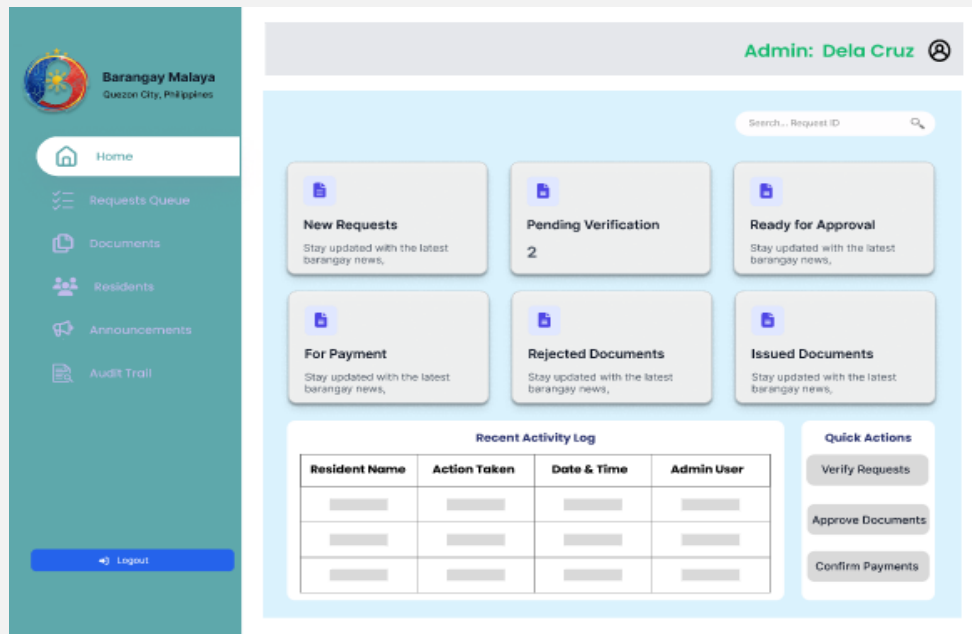 Barangay Malaya
Quezon City, Philippines
Home
Requests Queue
Documents
Residents
Announcements
Audit Trail
Logout
Admin: Dela Cruz
Search... Request ID
New Requests
Stay updated with the latest
barangay news,
Pending Verification
2
Ready for Approval
Stay updated with the latest
barangay news,
For Payment
Stay updated with the latest
barangay news,
Rejected Documents
Stay updated with the latest
barangay news,
Issued Documents
Stay updated with the latest
barangay news,
Recent Activity Log
Resident Name Action Taken Date & Time Admin User
Quick Actions
Verify Requests
Approve Documents
Confirm Payments